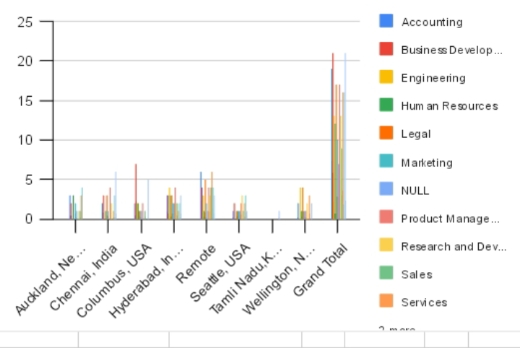 25
20
15
10
5
0
Auckland, Ne...
Chennai, India
Columbus, USA
Hyderabad, In...
Remote
Seattle, USA
Tamli Nadu,K...
Wellington, N...
Grand Total
Accounting
Business Develop...
Engineering
Human Resources
Legal
Marketing
NULL
Product Manage...
Research and Dev...
Sales
Services